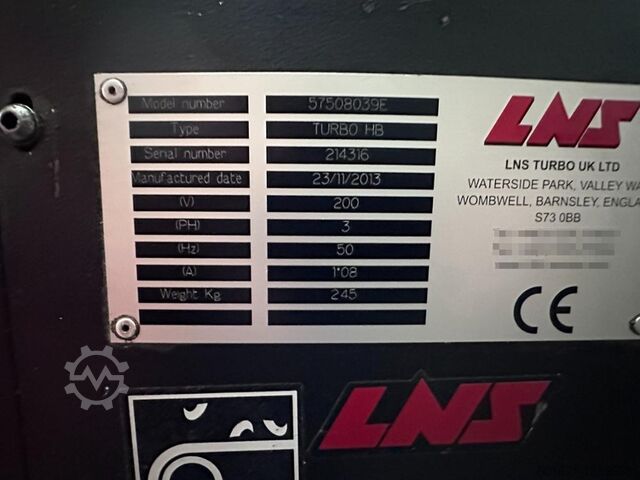 Model number 57508039E
Type TURBO HB
Serial number 214316
Manufactured date 23/11/2013
(V) 200
(PH) 3
(Hz) 50
(A) 1•08
Weight Kg 245
LNS
LNS TURBO UK LTD
WATERSIDE PARK, VALLEY WA
WOMBWELL, BARNSLEY, ENGLA
S73 0BB
CE
LNS